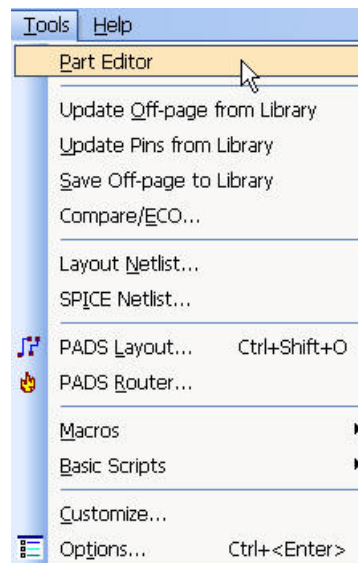 Tools Help
Part Editor
Update Off-page from Library
Update Pins from Library
Save Off-page to Library
Compare/ECO...
Layout Netlist...
SPICE Netlist...
PADS Layout... Ctrl+Shift+O
PADS Router...
Macros
Basic Scripts
Customize...
Options... Ctrl+<Enter>